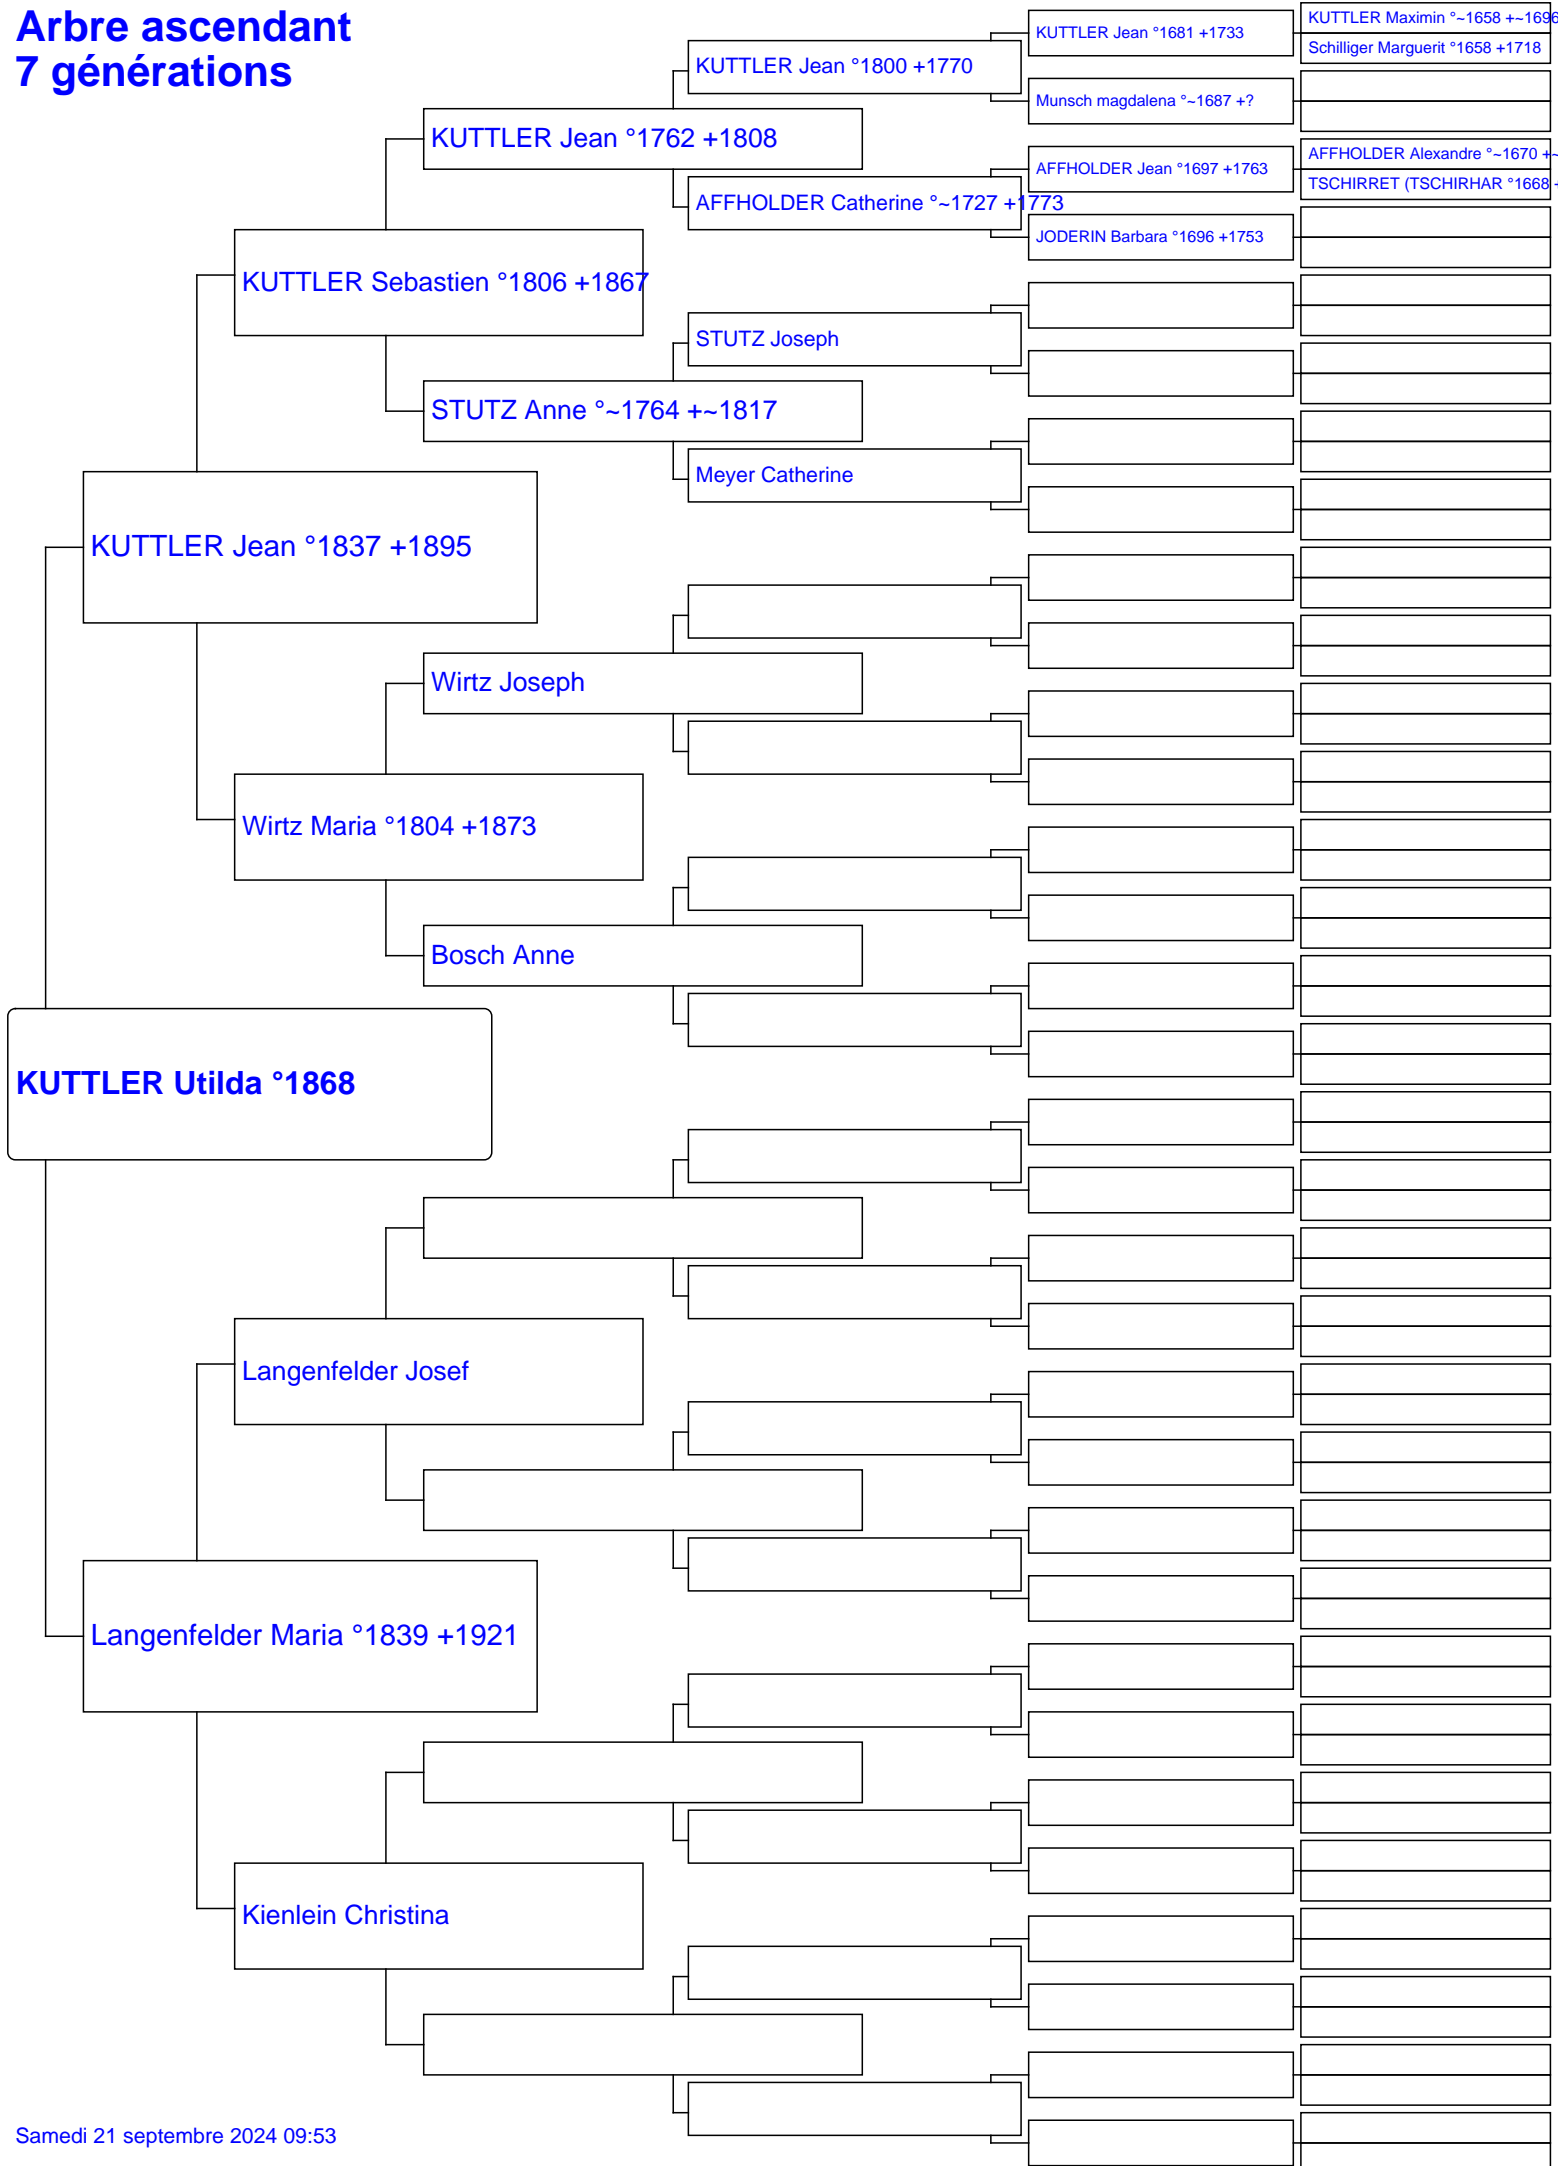 Arbre ascendant
7 générations
KUTTLER Maximin °~1658 +~1696
KUTTLER Jean °1681 +1733
Schilliger Marguerit °1658 +1718
KUTTLER Jean °1800 +1770
Munsch magdalena °~1687 +?
KUTTLER Jean °1762 +1808
AFFHOLDER Alexandre °~1670 +~
AFFHOLDER Jean °1697 +1763
TSCHIRRET (TSCHIRHAR °1668 +
AFFHOLDER Catherine °~1727 +1773
JODERIN Barbara °1696 +1753
KUTTLER Sebastien °1806 +1867
STUTZ Joseph
STUTZ Anne °~1764 +~1817
Meyer Catherine
KUTTLER Jean °1837 +1895
Wirtz Joseph
Wirtz Maria °1804 +1873
Bosch Anne
KUTTLER Utilda °1868
Langenfelder Josef
Langenfelder Maria °1839 +1921
Kienlein Christina
Samedi 21 septembre 2024 09:53